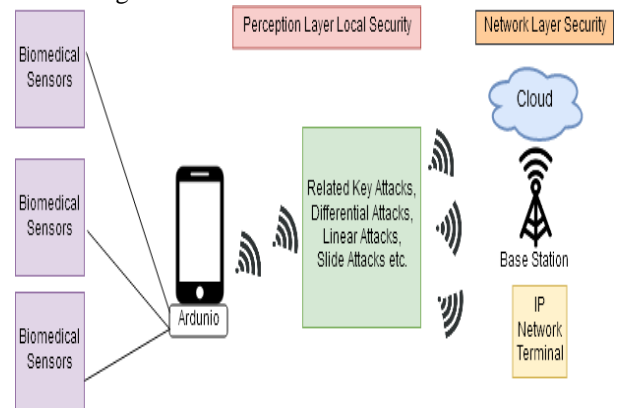 Perception Layer Local Security
Network Layer Security
Biomedical
Sensors
Biomedical
Sensors
Biomedical
Sensors
Ardunio
Related Key Attacks,
Differential Attacks,
Linear Attacks,
Slide Attacks etc.
Cloud
Base Station
IP
Network
Terminal